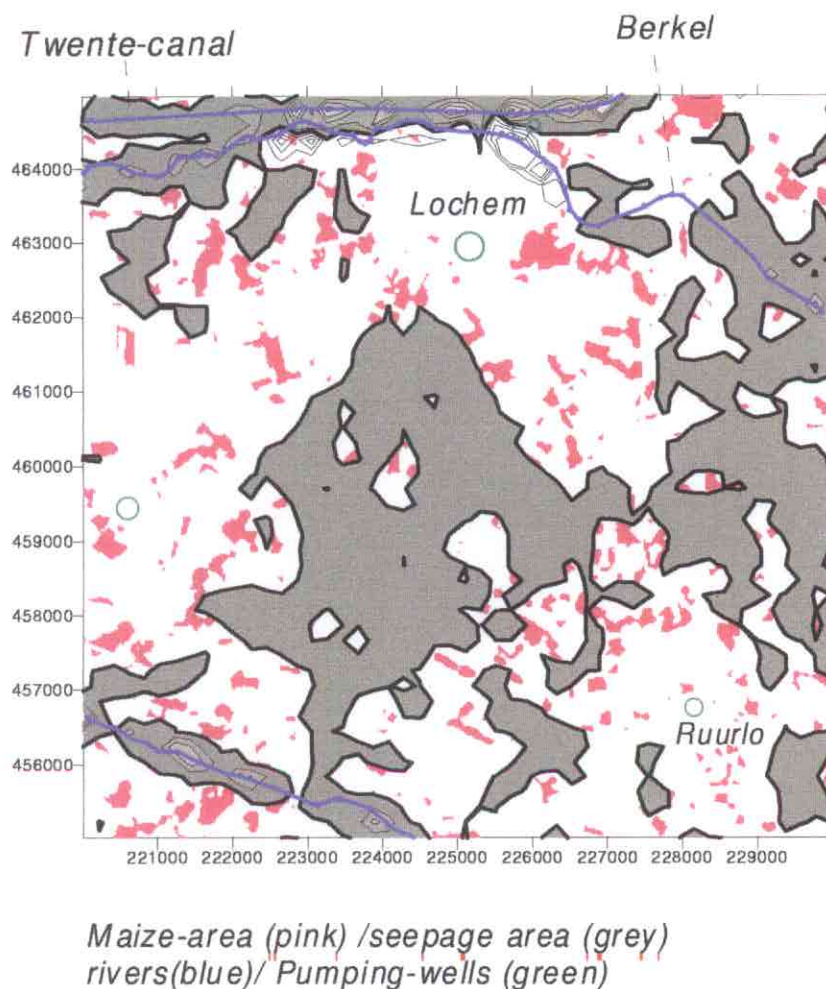 Twente-canal
Berkel
464000
Lochem
463000
462000
461000
460000
459000
458000
457000
Ruurlo
456000
221000 222000 223000 224000 225000 226000 227000 228000 229000
Maize-area (pink) /seepage area (grey)
rivers(blue)/ Pumping-wells (green)